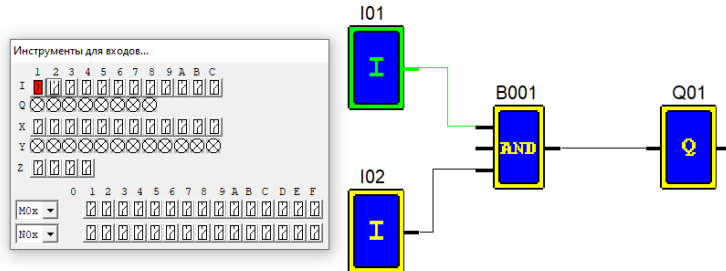 Инструменты для входов...
1 2 3 4 5 6 7 8 9 A B C
I
Q
X
Y
Z
0 1 2 3 4 5 6 7 8 9 A B C D E F
M0x
N0x
I01
I
I02
I
B001
AND
Q01
Q